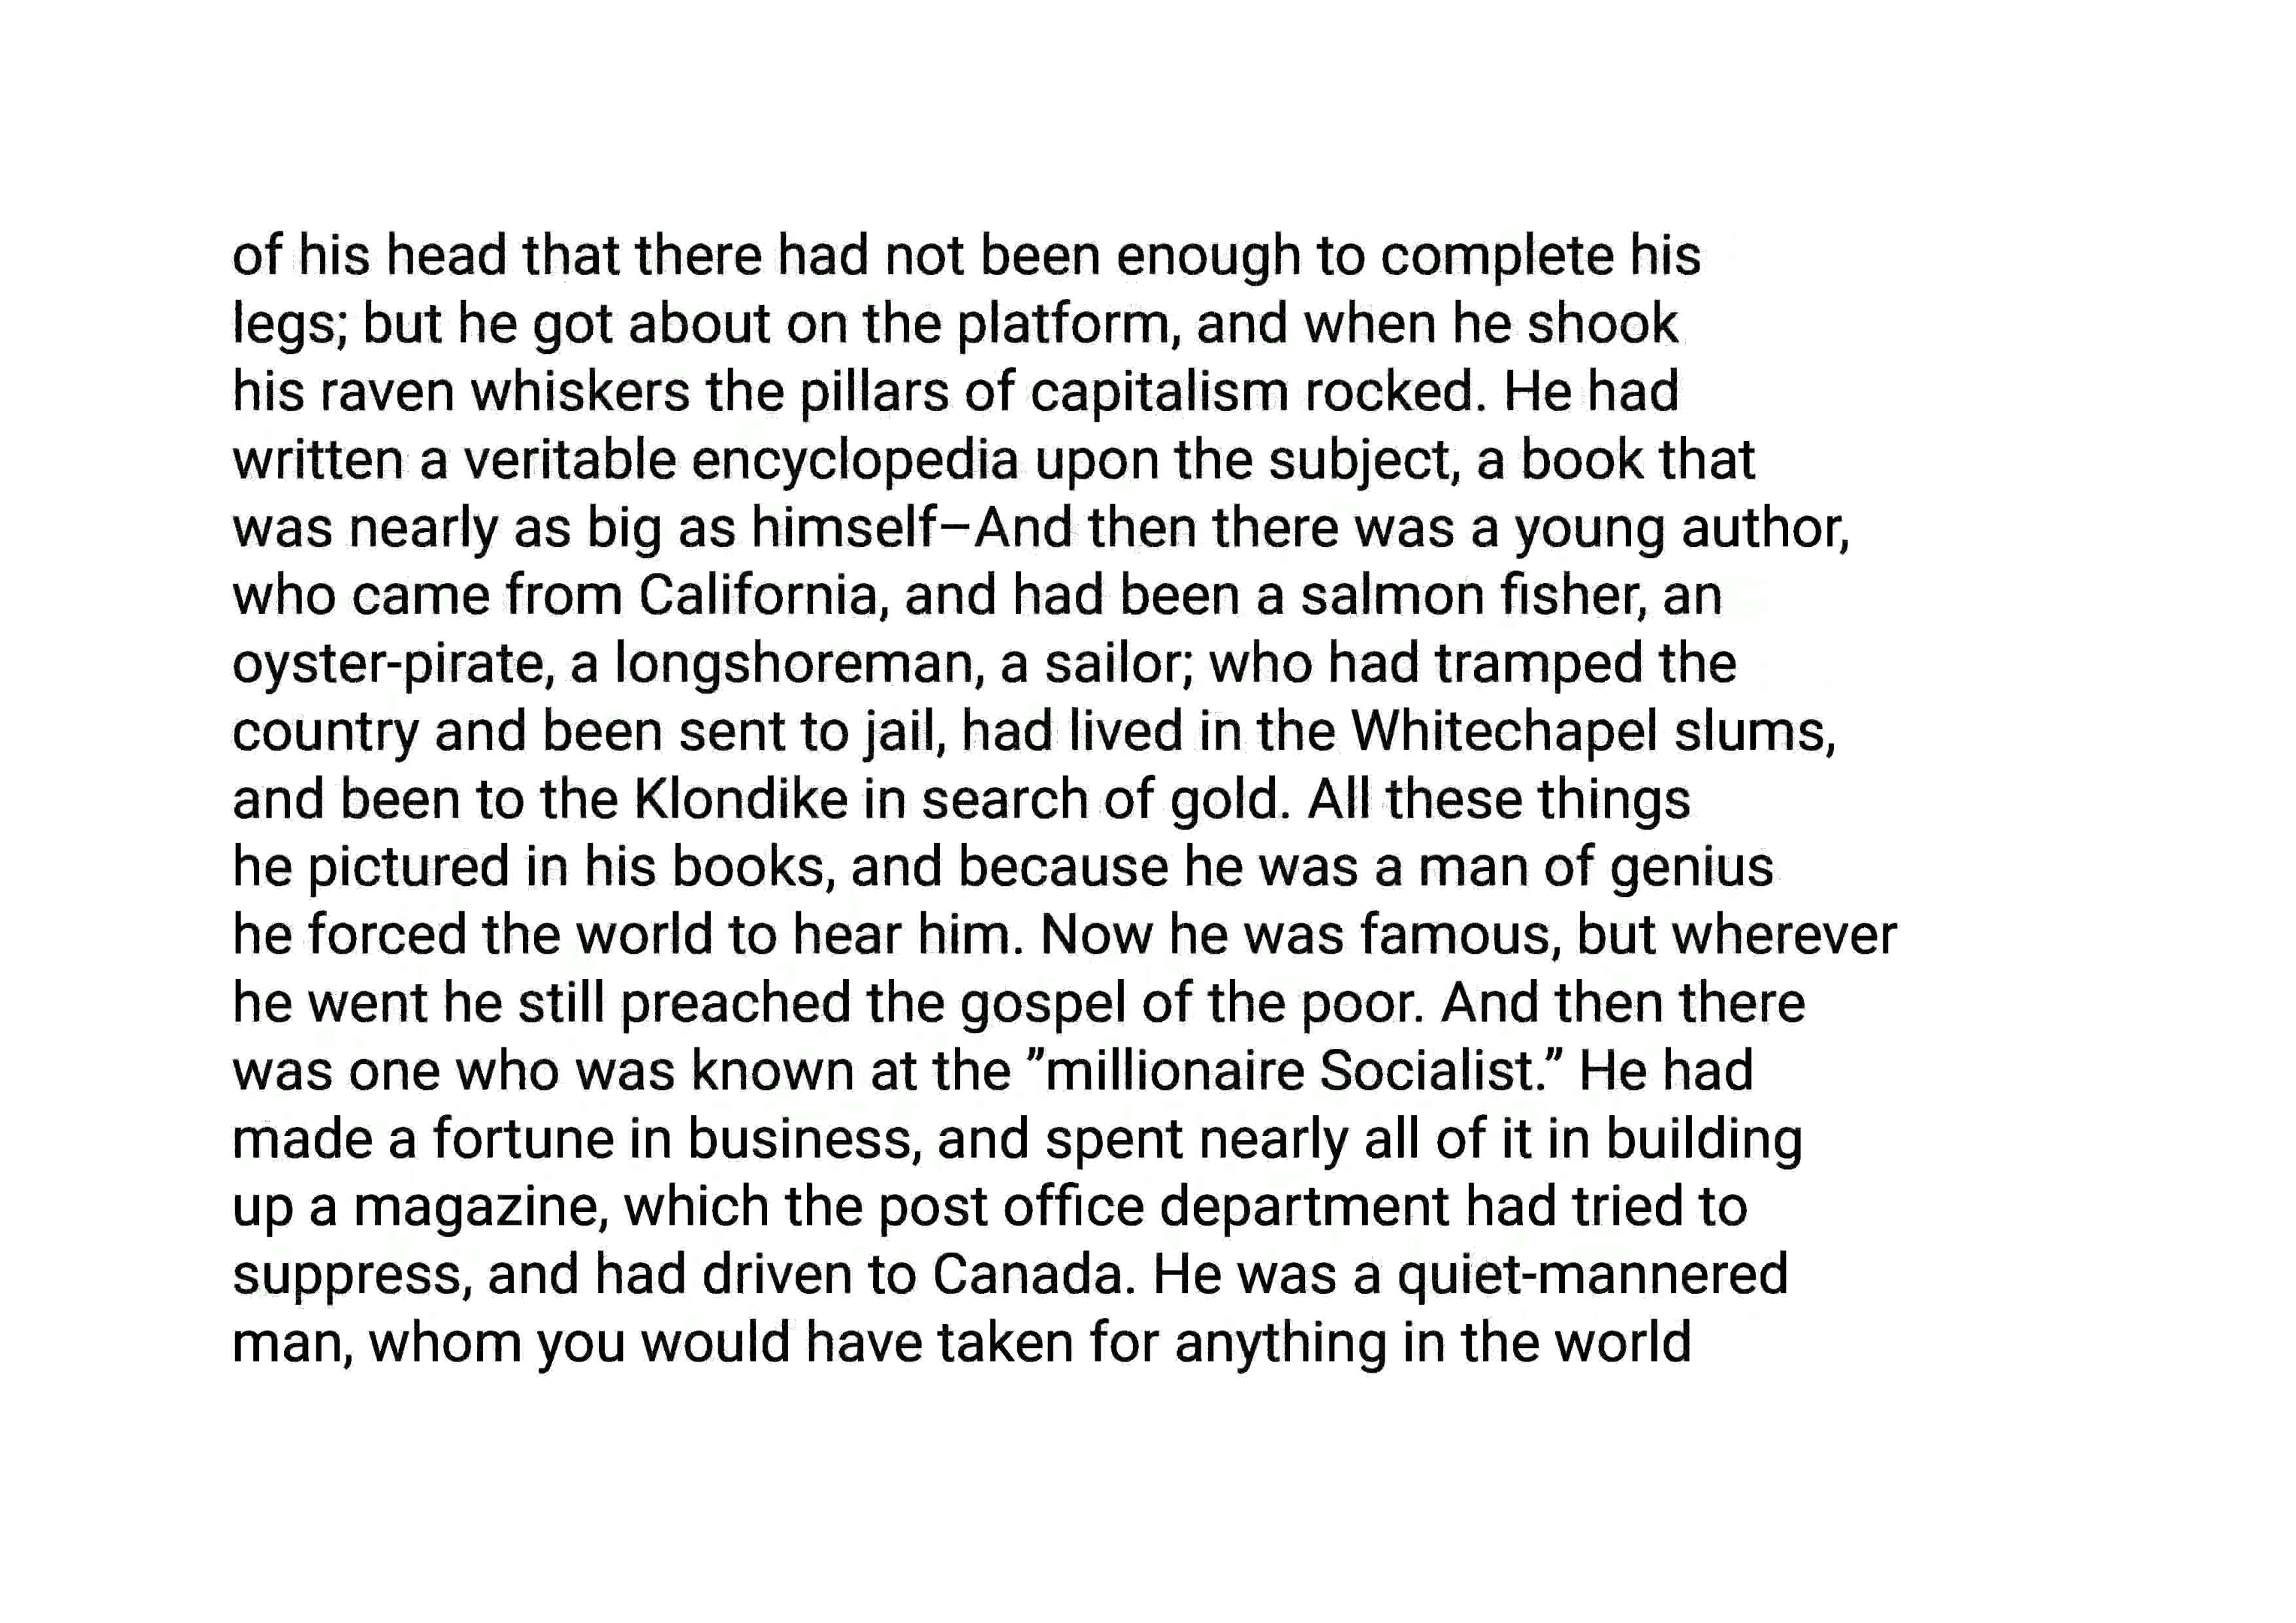 of his head that there had not been enough to complete his
legs; but he got about on the platform, and when he shook
his raven whiskers the pillars of capitalism rocked. He had
written a veritable encyclopedia upon the subject, a book that
was nearly as big as himself–And then there was a young author,
who came from California, and had been a salmon fisher, an
oyster-pirate, a longshoreman, a sailor; who had tramped the
country and been sent to jail, had lived in the Whitechapel slums,
and been to the Klondike in search of gold. All these things
he pictured in his books, and because he was a man of genius
he forced the world to hear him. Now he was famous, but wherever
he went he still preached the gospel of the poor. And then there
was one who was known at the ”millionaire Socialist.” He had
made a fortune in business, and spent nearly all of it in building
up a magazine, which the post office department had tried to
suppress, and had driven to Canada. He was a quiet-mannered
man, whom you would have taken for anything in the world